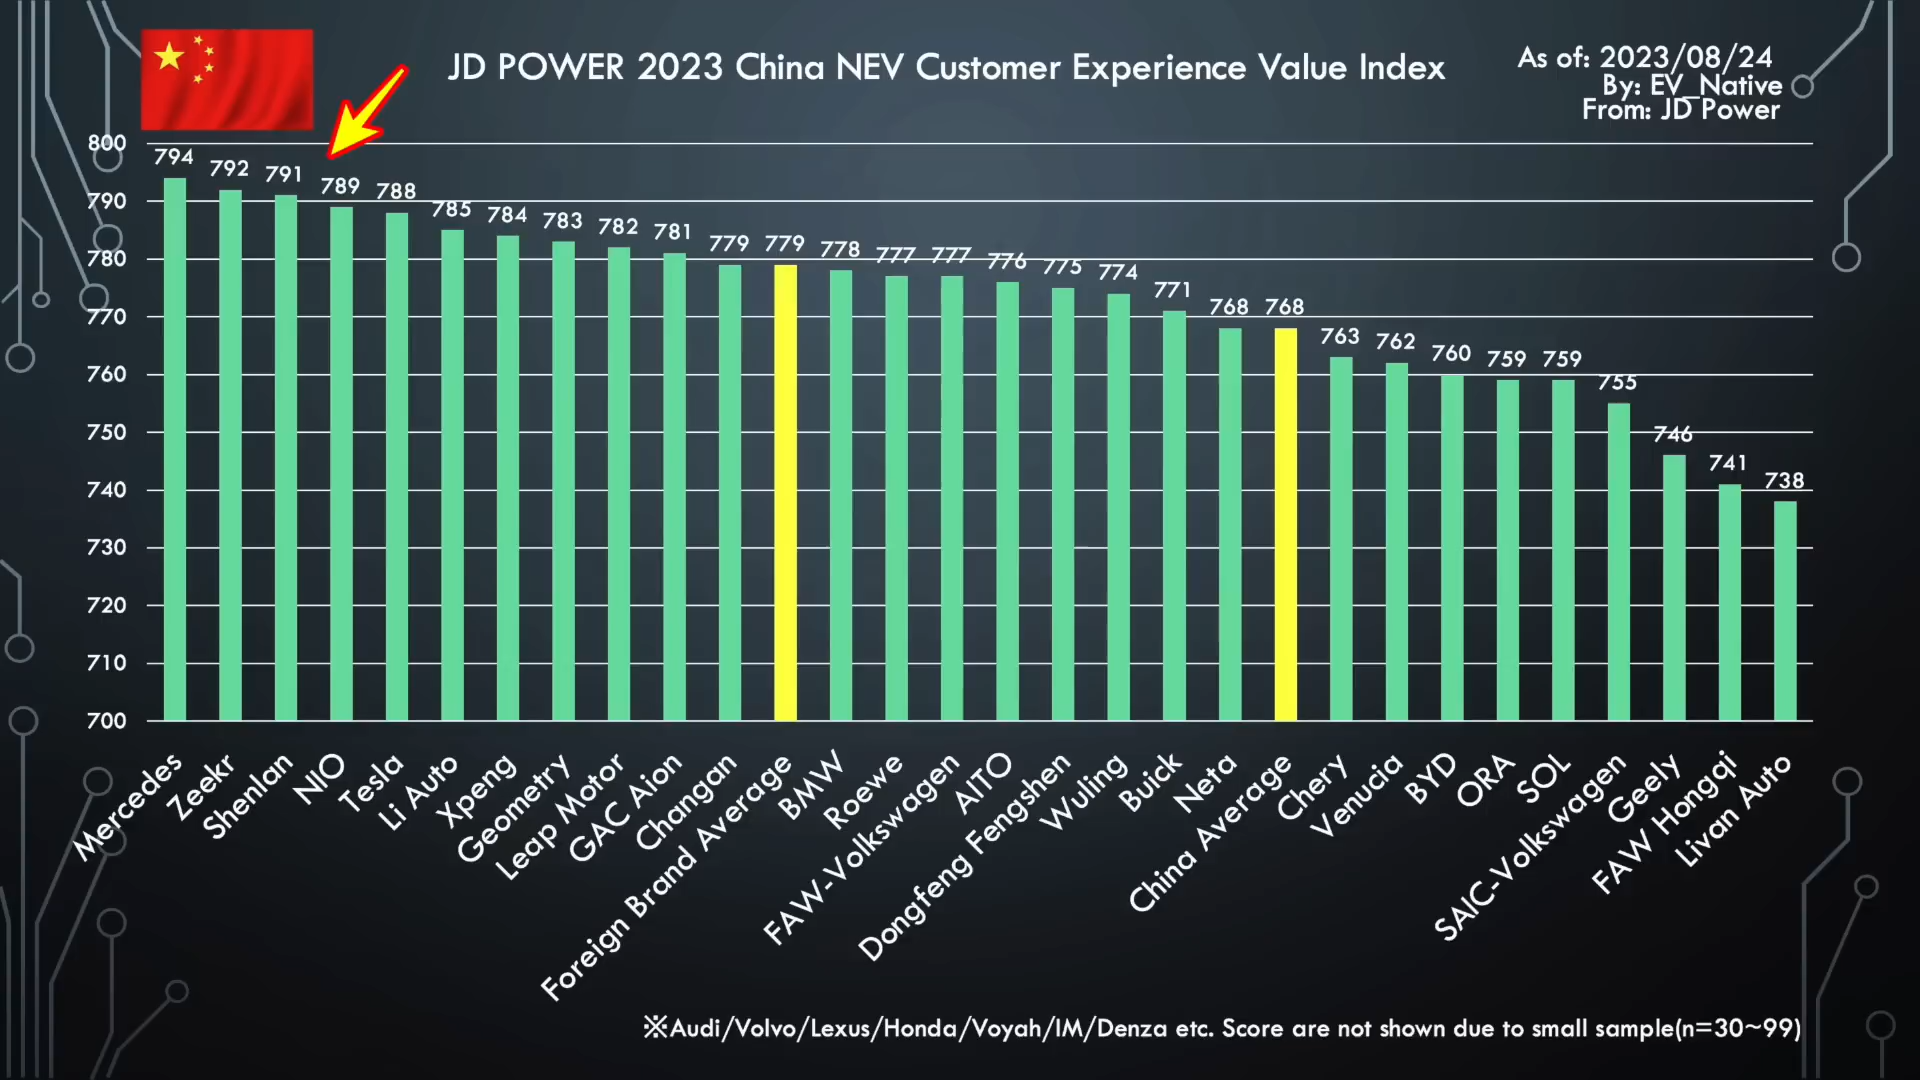 JD POWER 2023 China NEV Customer Experience Value Index
As of: 2023/08/24
By: EV_Native
From: JD Power
800
790
780
770
760
750
740
730
720
710
700
794 792 791 789 788 785 784 783 782 781 779 779 778 777 777 776 775 774 771 768 768 763 762 760 759 759 755 746 741 738
Mercedes
Zeekr
Shenlan
NIO
Tesla
Li Auto
Xpeng
Geometry
Leap Motor
GAC Aion
Changan
Foreign Brand Average
BMW
Roewe
FAW-Volkswagen
AITO
Dongfeng Fengshen
Wuling
Buick
Neta
China Average
Chery
Venucia
BYD
ORA
SOL
SAIC-Volkswagen
Geely
FAW Hongqi
Livan Auto
※Audi/Volvo/Lexus/Honda/Voyah/IM/Denza etc. Score are not shown due to small sample(n=30~99)